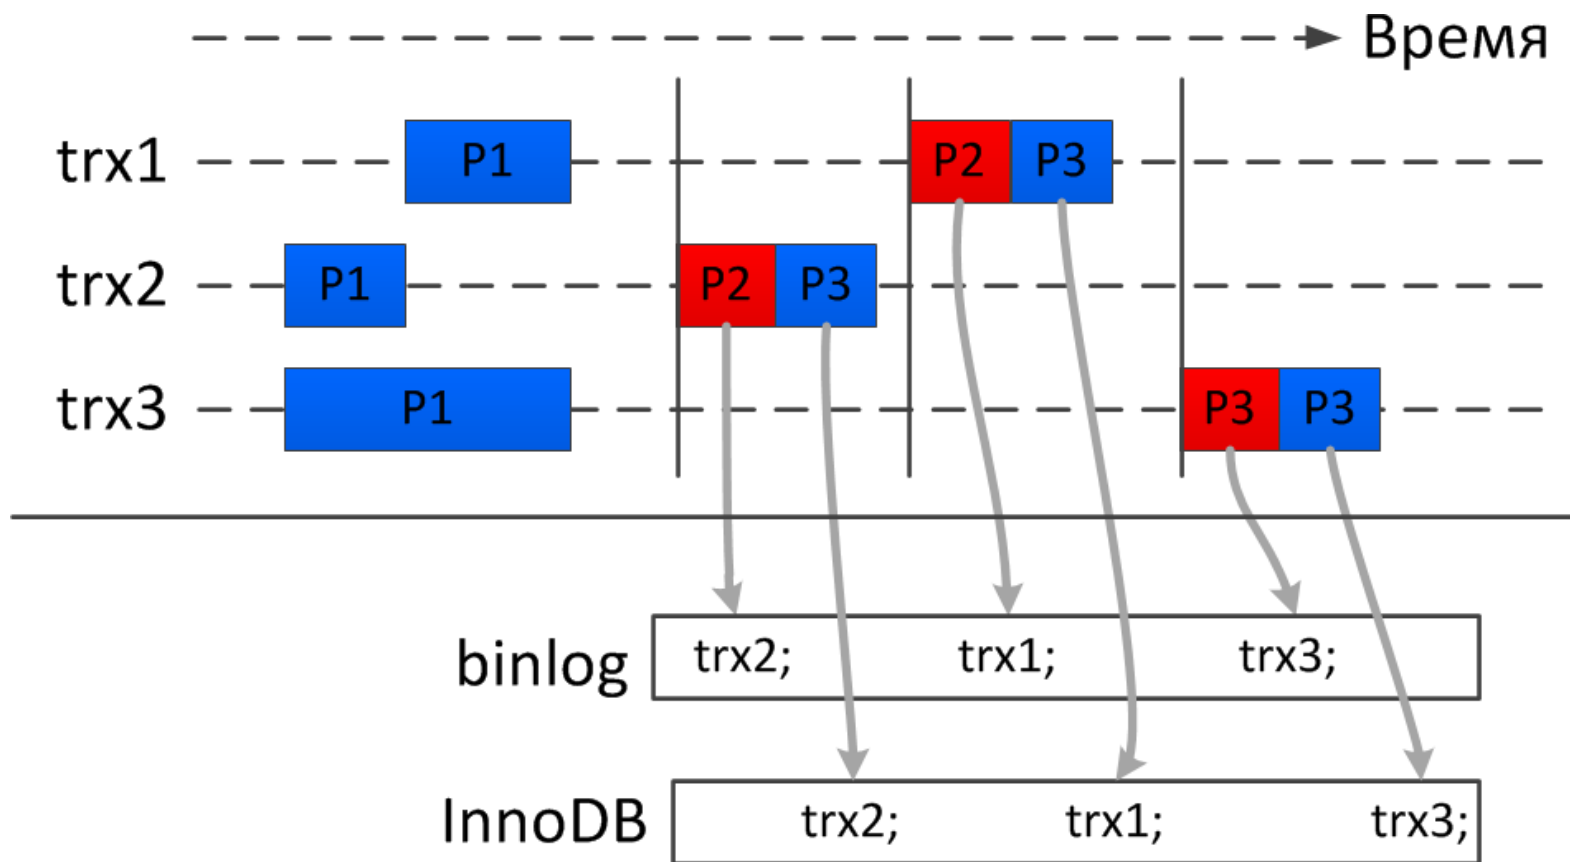 Время
trx1 P1 P2 P3
trx2 P1 P2 P3
trx3 P1 P3 P3
binlog trx2; trx1; trx3;
InnoDB trx2; trx1; trx3;